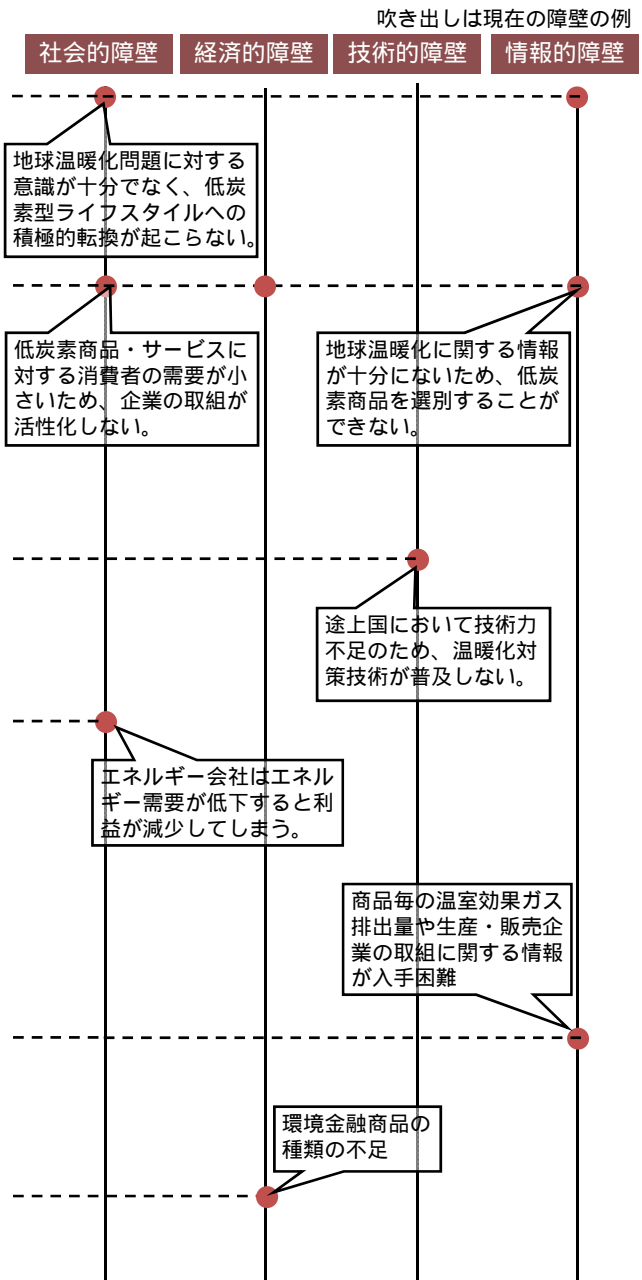 吹き出しは現在の障壁の例
社会的障壁 経済的障壁 技術的障壁 情報的障壁
地球温暖化問題に対する
意識が十分でなく、低炭
素型ライフスタイルへの
積極的転換が起こらない。
低炭素商品・サービスに
対する消費者の需要が小
さいため、企業の取組が
活性化しない。
地球温暖化に関する情報
が十分にないため、低炭
素商品を選別することが
できない。
途上国において技術力
不足のため、温暖化対
策技術が普及しない。
エネルギー会社はエネル
ギー需要が低下すると利
益が減少してしまう。
商品毎の温室効果ガス
排出量や生産・販売企
業の取組に関する情報
が入手困難
環境金融商品の
種類の不足